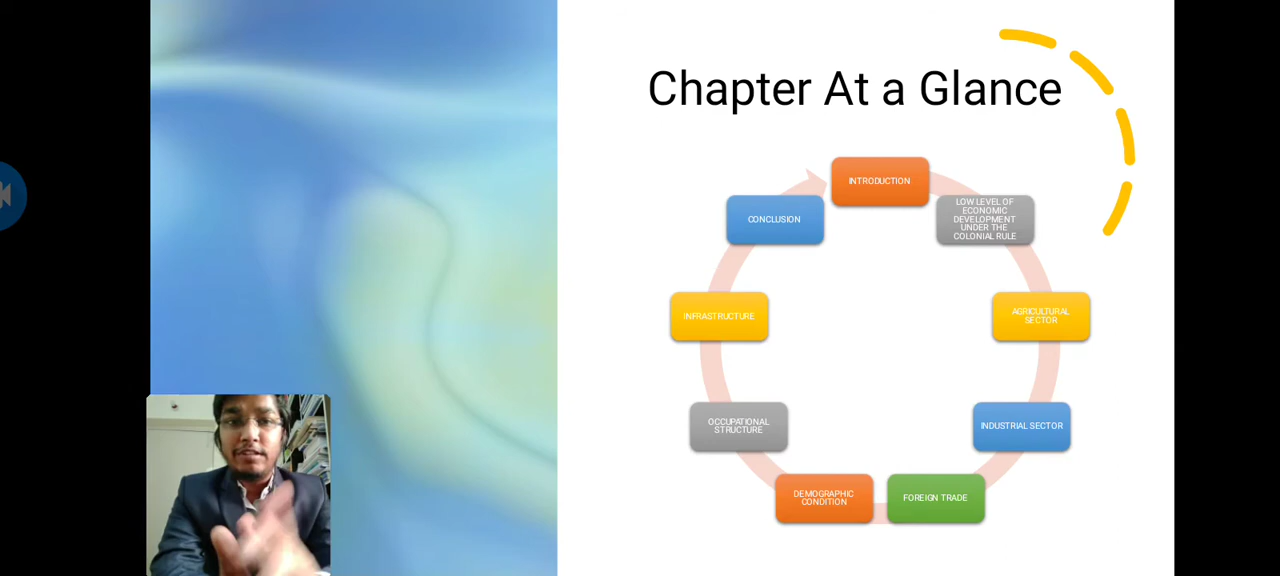 Chapter At a Glance
INTRODUCTION
LOW LEVEL OF
ECONOMIC
DEVELOPMENT
UNDER THE
COLONIAL RULE
AGRICULTURAL
SECTOR
INDUSTRIAL SECTOR
FOREIGN TRADE
DEMOGRAPHIC
CONDITION
OCCUPATIONAL
STRUCTURE
INFRASTRUCTURE
CONCLUSION